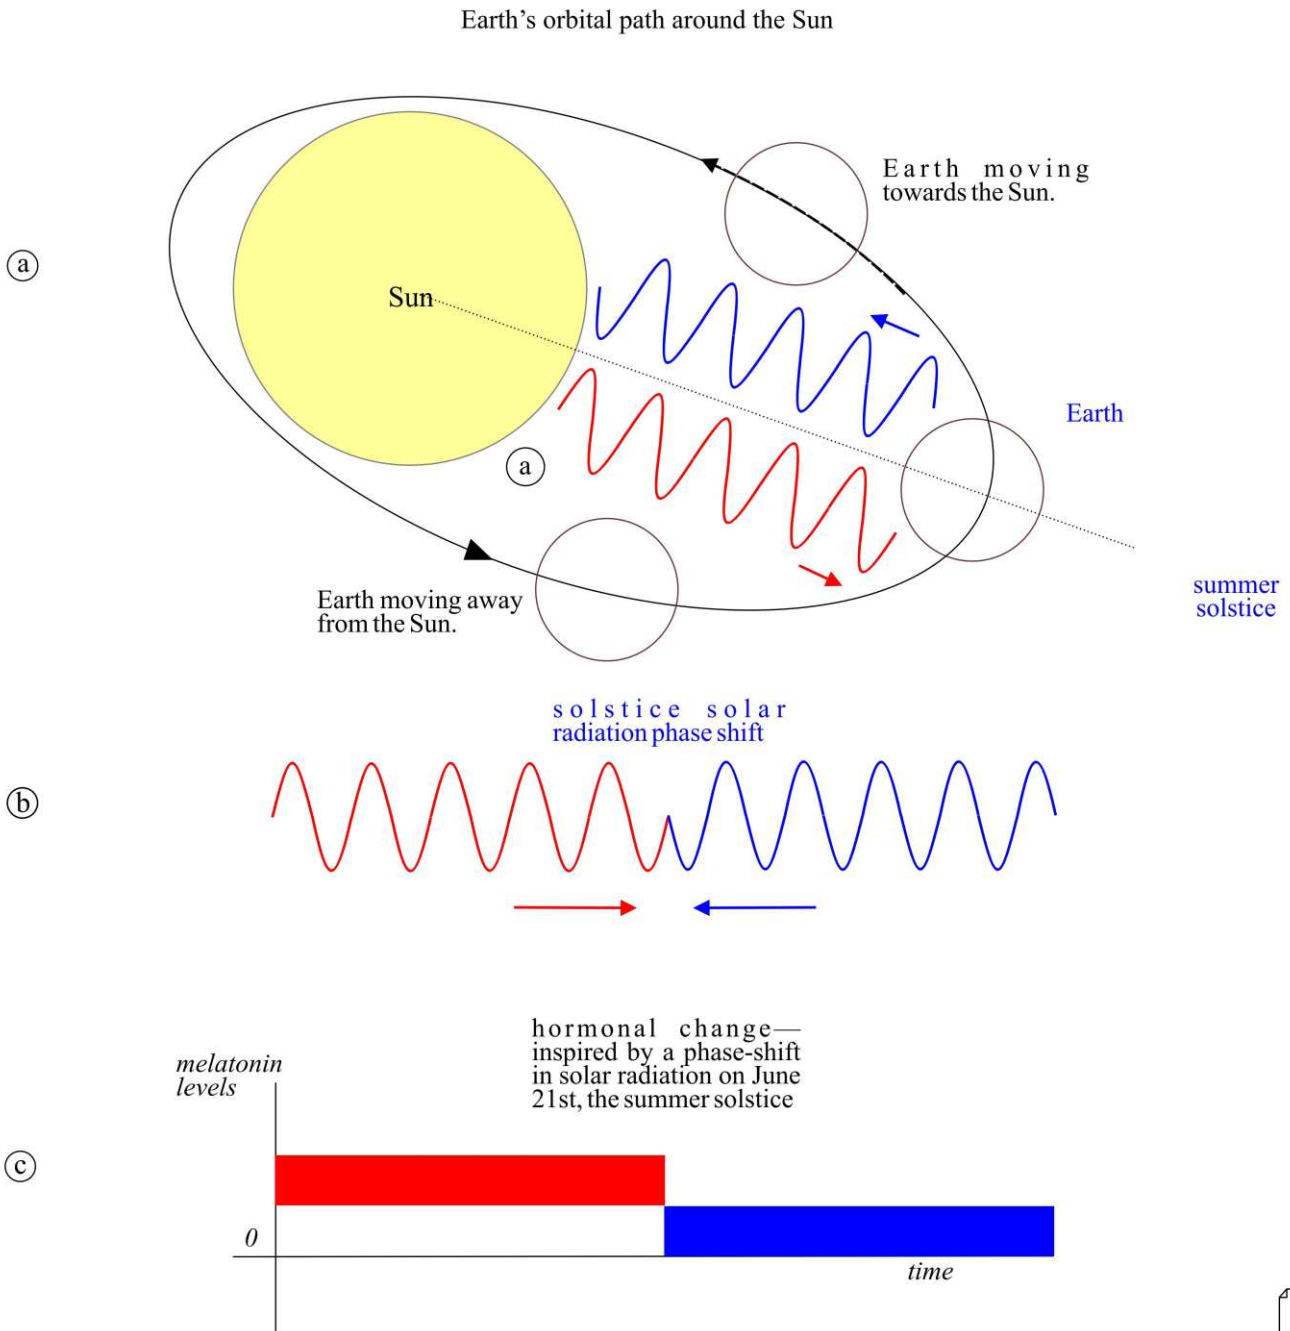 Earth’s orbital path around the Sun
Earth moving
towards the Sun.
a
Sun
Earth
a
Earth moving away
from the Sun.
summer
solstice
solstice solar
radiation phase shift
b
hormonal change—
inspired by a phase-shift
in solar radiation on June
21st, the summer solstice
melatonin
levels
c
0
time